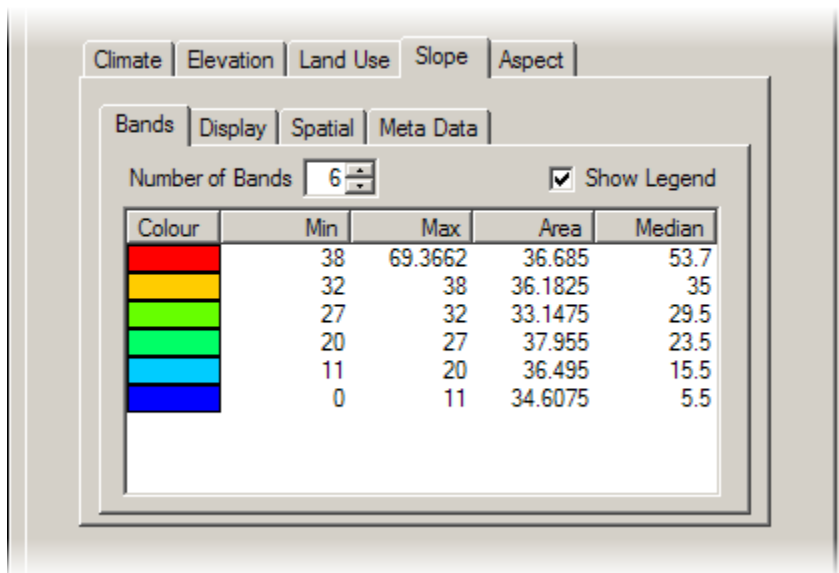 Climate Elevation Land Use Slope Aspect
Bands Display Spatial Meta Data
Number of Bands 6 Show Legend
Colour Min Max Area Median
38 69.3662 36.685 53.7
32 38 36.1825 35
27 32 33.1475 29.5
20 27 37.955 23.5
11 20 36.495 15.5
0 11 34.6075 5.5